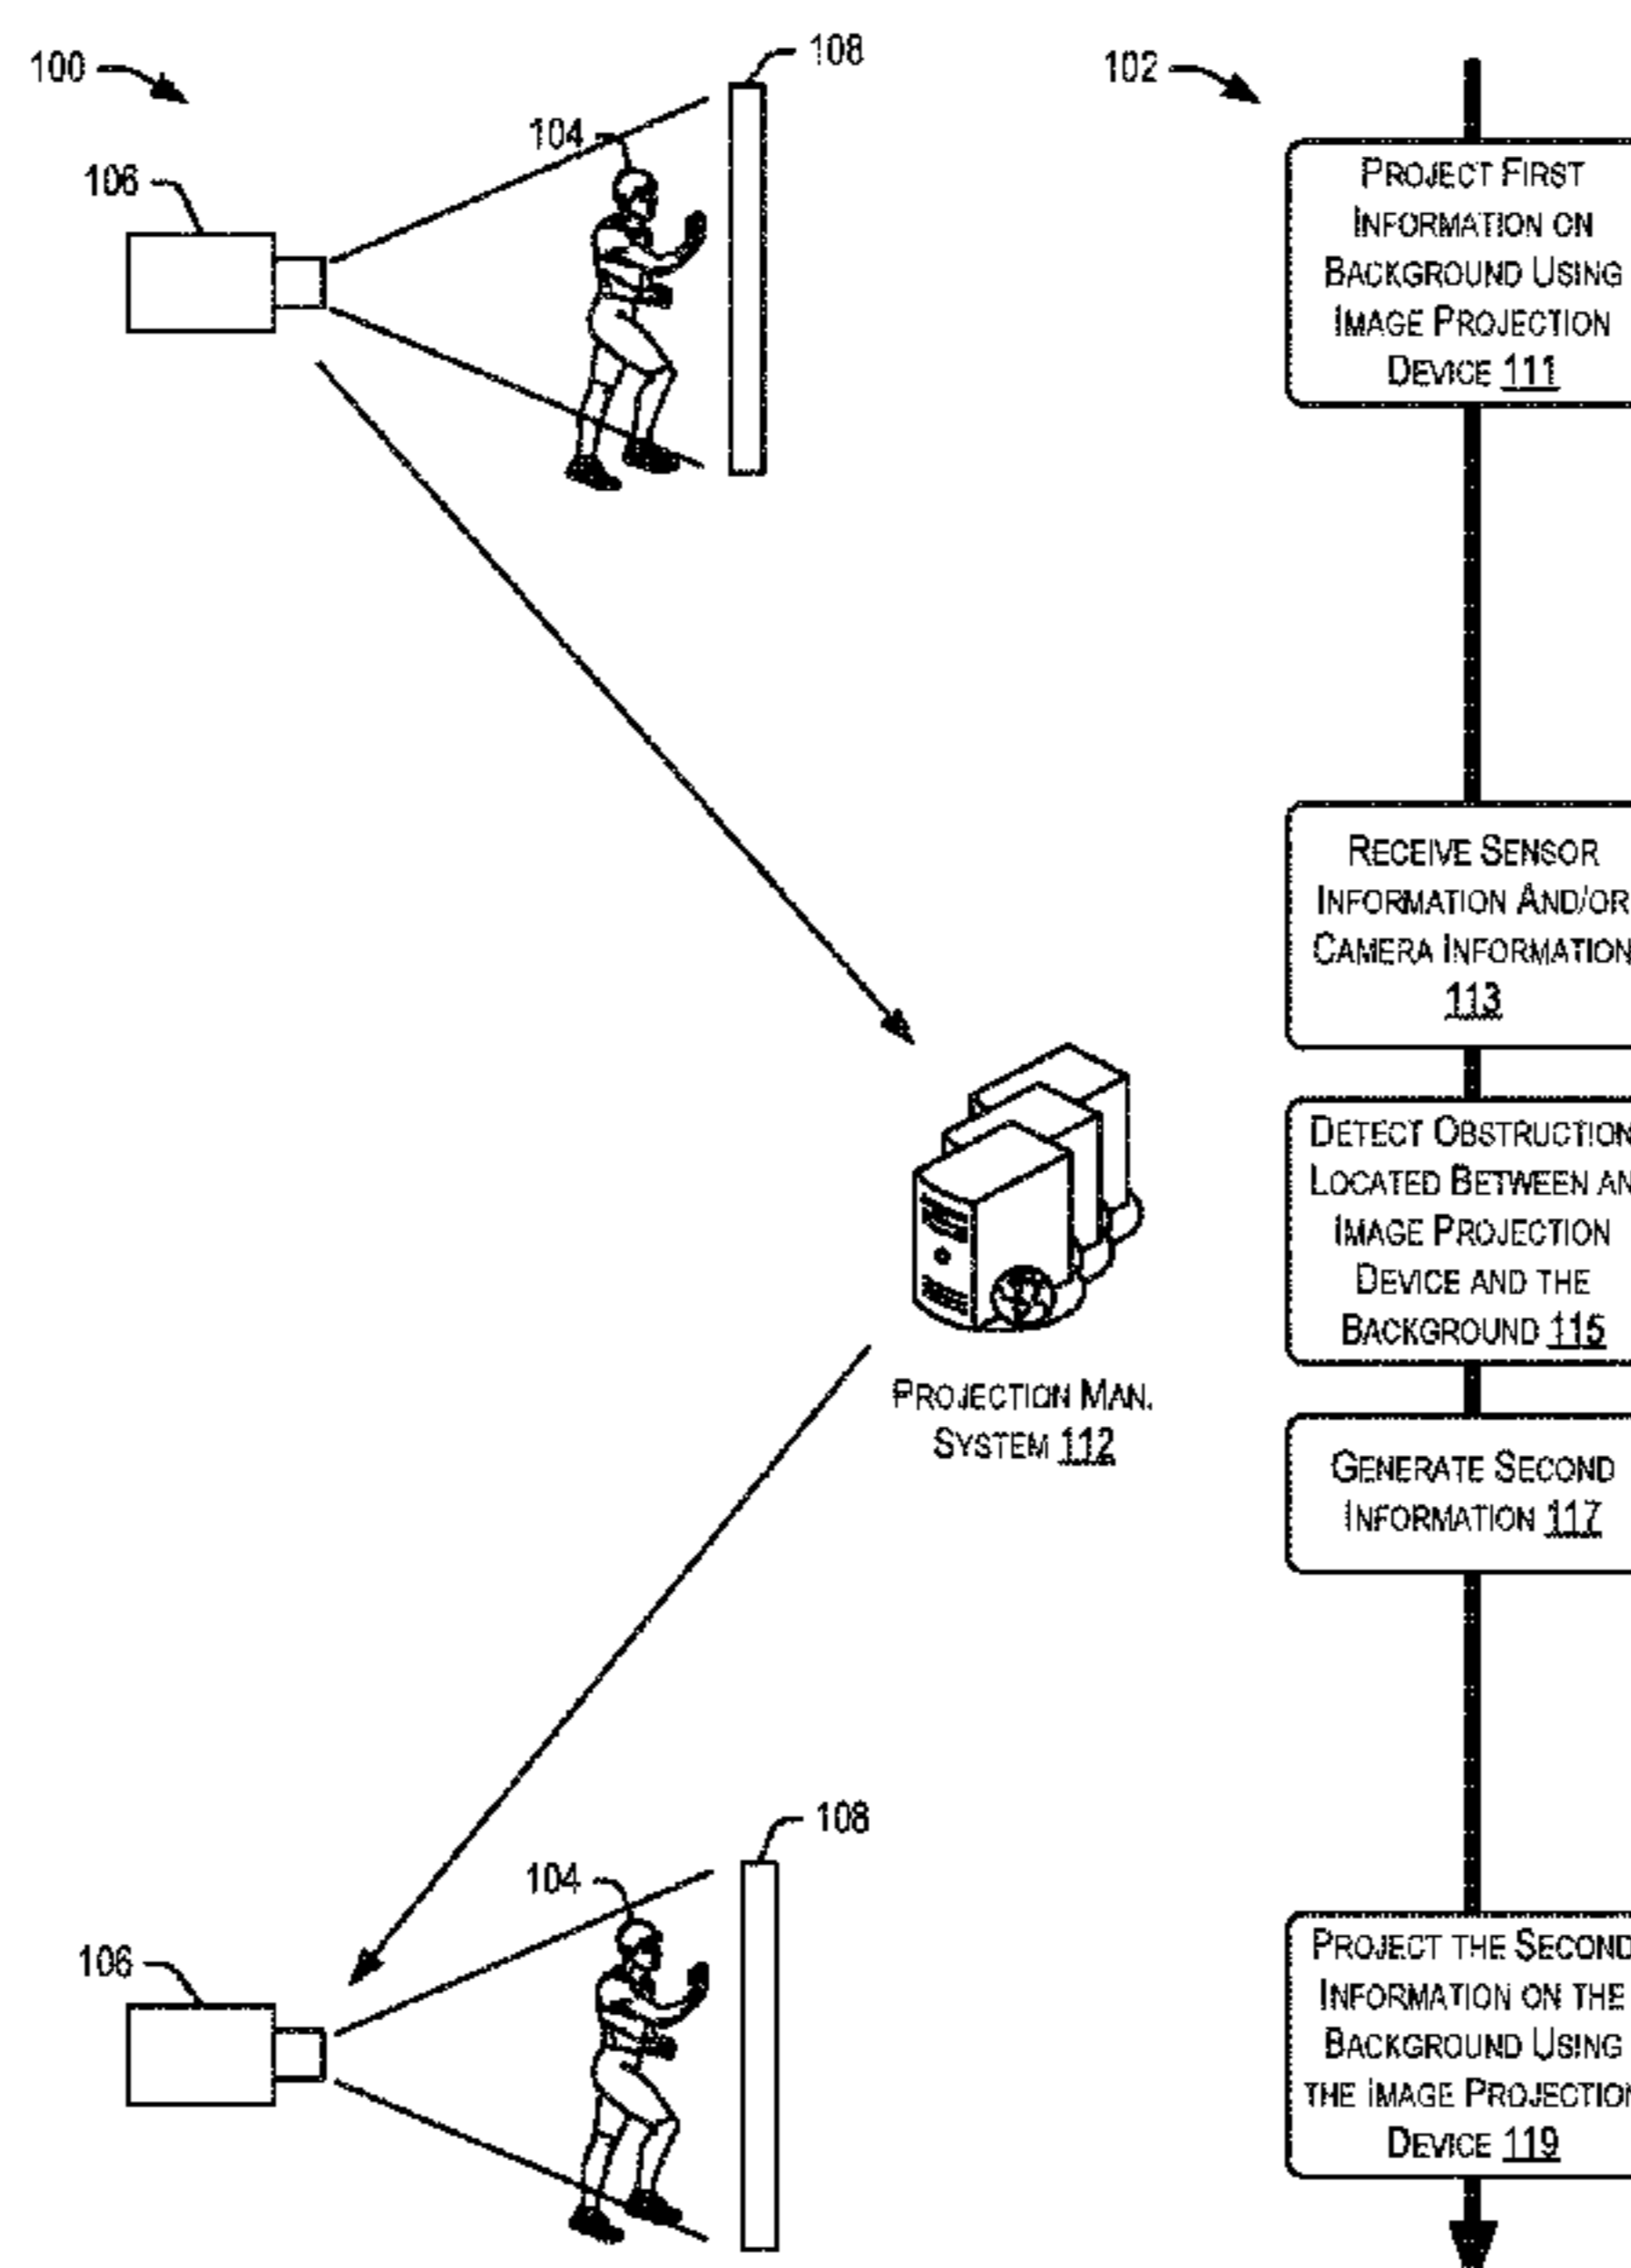 100
108
102
104
106
PROJECT FIRST
INFORMATION ON
BACKGROUND USING
IMAGE PROJECTION
DEVICE 111
RECEIVE SENSOR
INFORMATION AND/OR
CAMERA INFORMATION
113
DETECT OBSTRUCTION
LOCATED BETWEEN AN
IMAGE PROJECTION
DEVICE AND THE
BACKGROUND 115
PROJECTION MAN.
SYSTEM 112
GENERATE SECOND
INFORMATION 117
108
104
106
PROJECT THE SECOND
INFORMATION ON THE
BACKGROUND USING
THE IMAGE PROJECTION
DEVICE 119